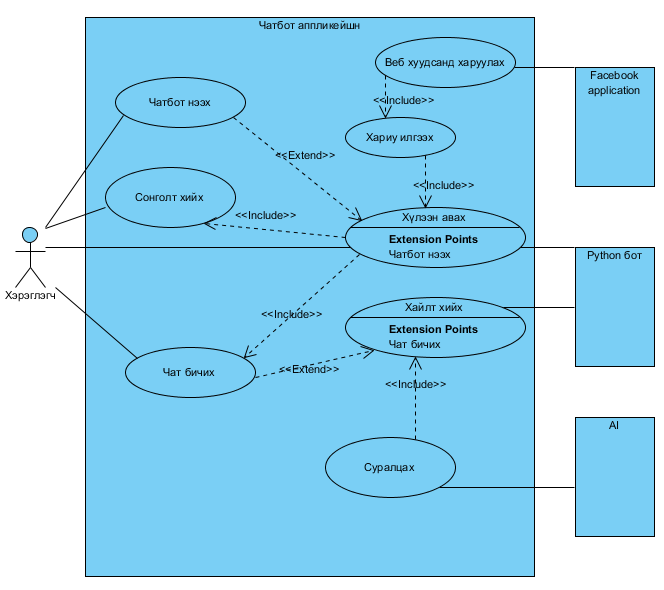 Чатбот аппликейшн
Веб хуудсанд харуулах
Facebook
application
Чатбот нээх
<<Include>>
Хариу илгээх
<<Extend>>
<<Include>>
Сонголт хийх
<<Include>>
Хүлээн авах
Extension Points
Чатбот нээх
Python бот
Хэрэглэгч
<<Include>>
Хайлт хийх
Extension Points
Чат бичих
Чат бичих
<<Extend>>
<<Include>>
AI
Суралцах